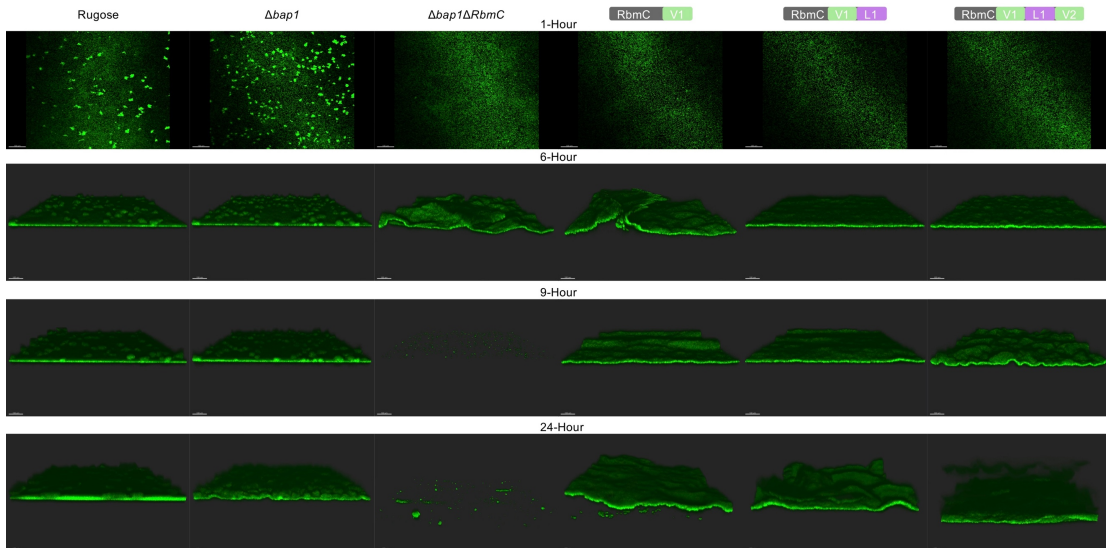 Rugose Δbap1 Δbap1ΔRbmC RbmC V1 RbmC V1 L1 RbmC V1 L1 V2
1-Hour
6-Hour
9-Hour
24-Hour